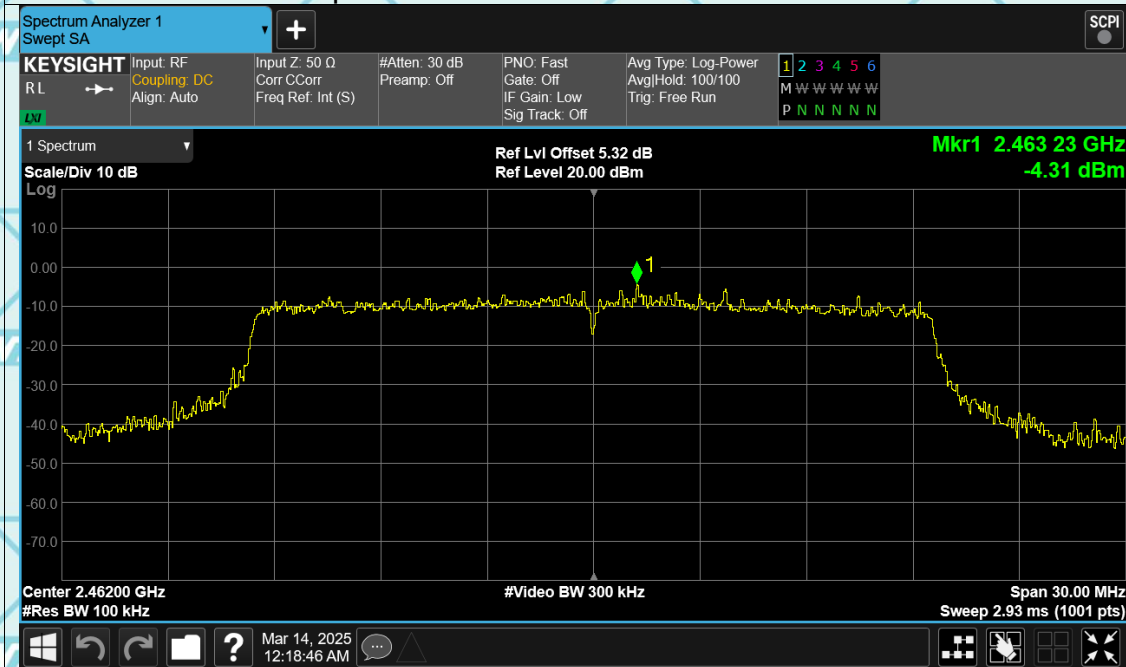 Spectrum Analyzer 1
Swept SA
+
SCPI
KEYSIGHT
R L
LXI
Input: RF
Coupling: DC
Align: Auto
Input Z: 50 Ω
Corr CCorr
Freq Ref: Int (S)
#Atten: 30 dB
Preamp: Off
PNO: Fast
Gate: Off
IF Gain: Low
Sig Track: Off
Avg Type: Log-Power
Avg|Hold: 100/100
Trig: Free Run
1 2 3 4 5 6
M W W W W W
P N N N N N
1 Spectrum
Scale/Div 10 dB
Log
Ref Lvl Offset 5.32 dB
Ref Level 20.00 dBm
Mkr1 2.463 23 GHz
-4.31 dBm
10.0
0.00
-10.0
-20.0
-30.0
-40.0
-50.0
-60.0
-70.0
1
Center 2.46200 GHz
#Res BW 100 kHz
#Video BW 300 kHz
Span 30.00 MHz
Sweep 2.93 ms (1001 pts)
?
Mar 14, 2025
12:18:46 AM